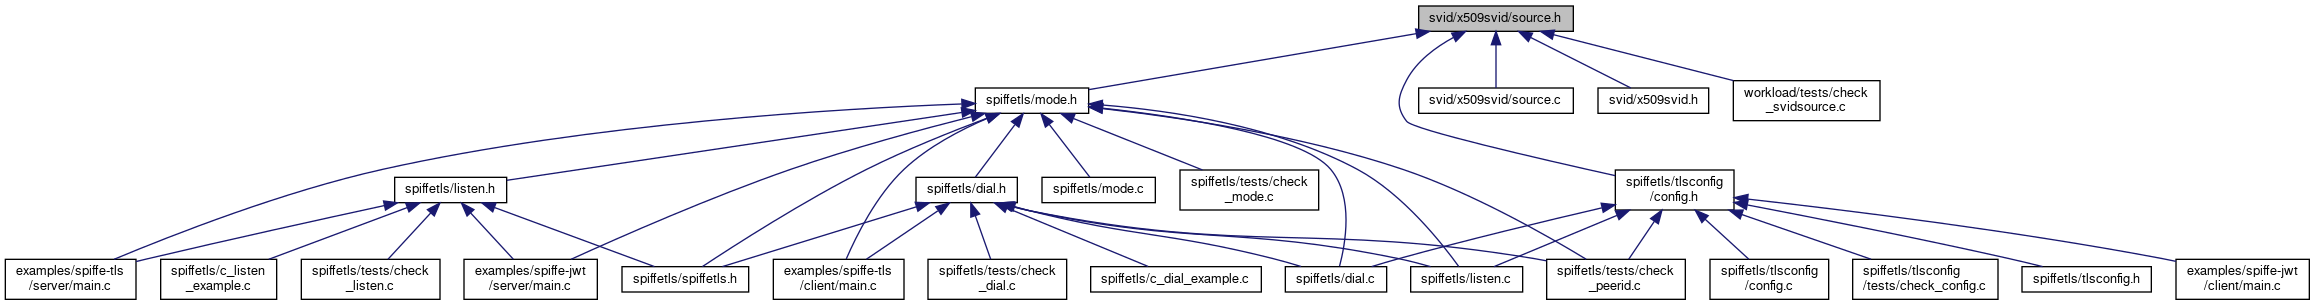 svid/x509svid/source.h
spiffetls/mode.h
svid/x509svid/source.c
svid/x509svid.h
workload/tests/check
_svidsource.c
spiffetls/listen.h
spiffetls/dial.h
spiffetls/mode.c
spiffetls/tests/check
_mode.c
spiffetls/tlsconfig
/config.h
examples/spiffe-tls
/server/main.c
spiffetls/c_listen
_example.c
spiffetls/tests/check
_listen.c
examples/spiffe-jwt
/server/main.c
spiffetls/spiffetls.h
examples/spiffe-tls
/client/main.c
spiffetls/tests/check
_dial.c
spiffetls/c_dial_example.c
spiffetls/dial.c
spiffetls/listen.c
spiffetls/tests/check
_peerid.c
spiffetls/tlsconfig
/config.c
spiffetls/tlsconfig
/tests/check_config.c
spiffetls/tlsconfig.h
examples/spiffe-jwt
/client/main.c